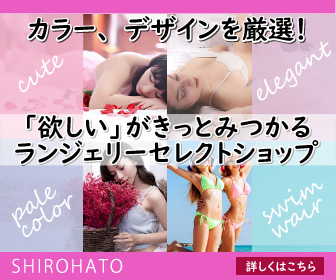 カラー、デザインを厳選!
cute
elegant
「欲しい」がきっとみつかる
ランジェリーセレクトショップ
pale
color
swim
wair
SHIROHATO
詳しくはこちら